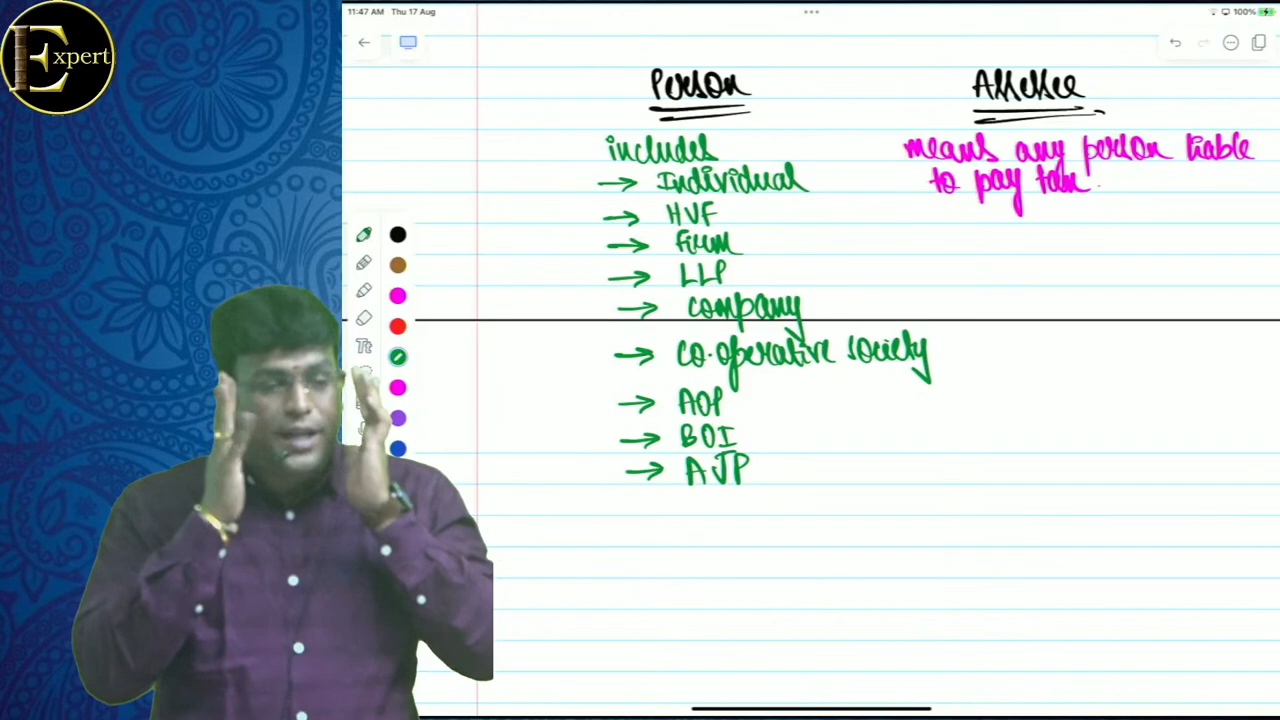 Expert
11:47 AM Thu 17 Aug
100%
Person
includes
→ Individual
→ HUF
→ Firm
→ LLP
→ company
→ co.operative society
→ AOP
→ BOI
→ AJP
Assessee
means any person liable
to pay tax.
Tt